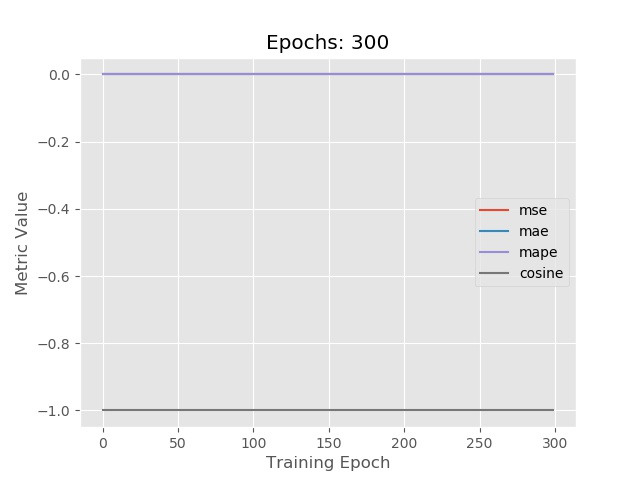 Epochs: 300
Metric Value
0.0
−0.2
−0.4
−0.6
−0.8
−1.0
mse
mae
mape
cosine
0 50 100 150 200 250 300
Training Epoch